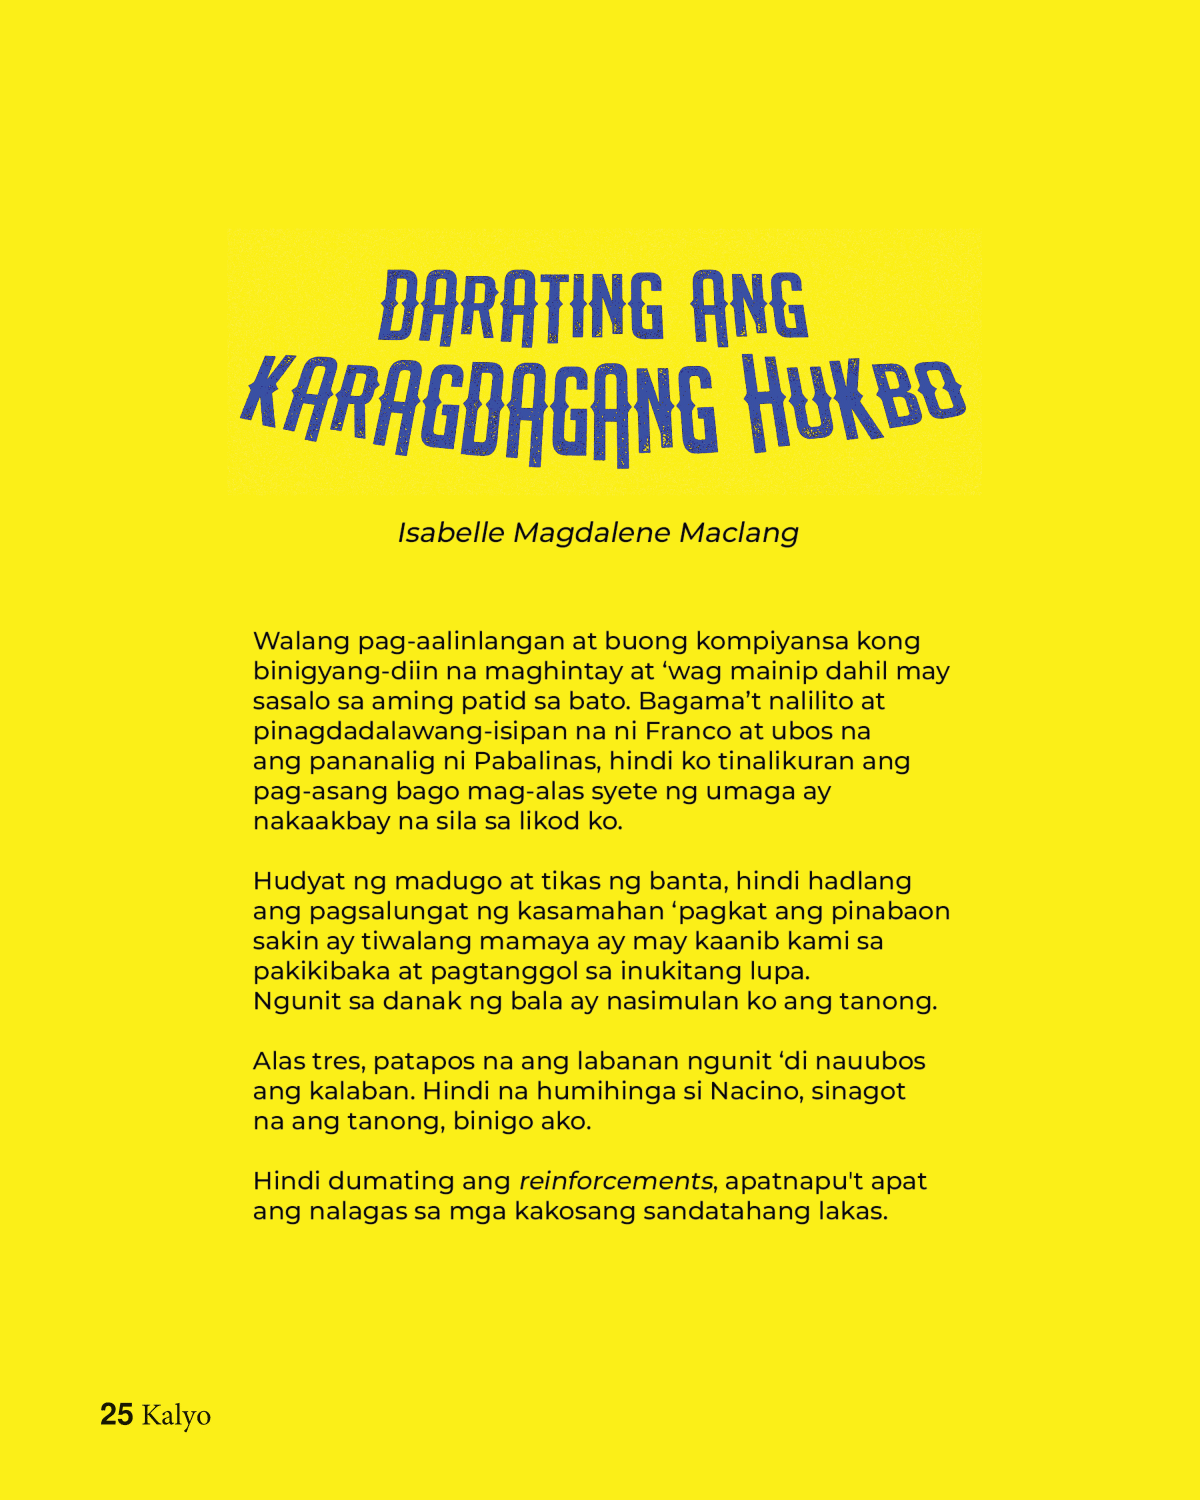 DARATING ANG
KARAGDAGANG HUKBO
Isabelle Magdalene Maclang
Walang pag-aalinlangan at buong kompiyansa kong
binigyang-diin na maghintay at ‘wag mainip dahil may
sasalo sa aming patid sa bato. Bagama’t nalilito at
pinagdadalawang-isipan na ni Franco at ubos na
ang pananalig ni Pabalinas, hindi ko tinalikuran ang
pag-asang bago mag-alas syete ng umaga ay
nakaakbay na sila sa likod ko.
Hudyat ng madugo at tikas ng banta, hindi hadlang
ang pagsalungat ng kasamahan ‘pagkat ang pinabaon
sakin ay tiwalang mamaya ay may kaanib kami sa
pakikibaka at pagtanggol sa inukitang lupa.
Ngunit sa danak ng bala ay nasimulan ko ang tanong.
Alas tres, patapos na ang labanan ngunit ‘di nauubos
ang kalaban. Hindi na humihinga si Nacino, sinagot
na ang tanong, binigo ako.
Hindi dumating ang reinforcements, apatnapu't apat
ang nalagas sa mga kakosang sandatahang lakas.
25 Kalyo